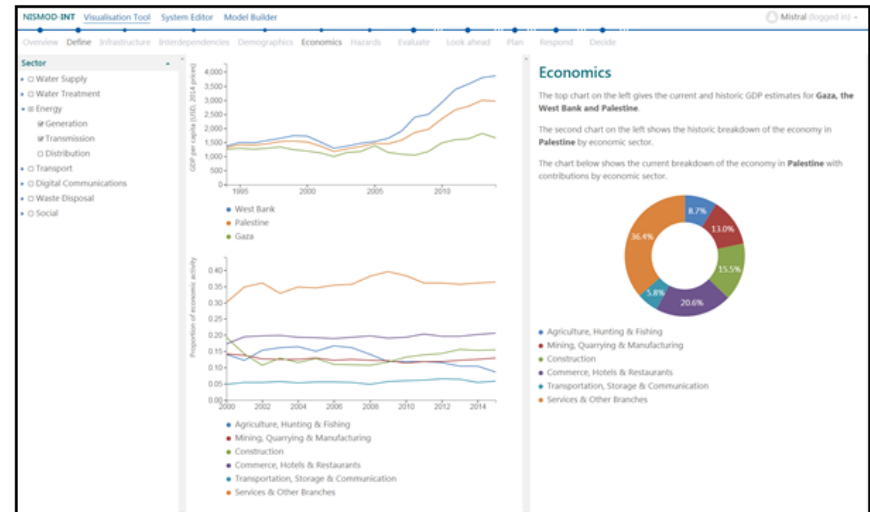 NISMOD-INT Visualisation Tool System Editor Model Builder
Mistral (logged in)
Overview Define Infrastructure Interdependencies Demographics Economics Hazards Evaluate Look ahead Plan Respond Decide
Sector
Water Supply
Water Treatment
Energy
Generation
Transmission
Distribution
Transport
Digital Communications
Waste Disposal
Social
GDP per capita (USD, 2014 prices)
4,000
3,500
3,000
2,500
2,000
1,500
1,000
500
0
1995 2000 2005 2010
West Bank
Palestine
Gaza
Proportion of economic activity
0.40
0.35
0.30
0.25
0.20
0.15
0.10
0.05
0.00
2000 2002 2004 2006 2008 2010 2012 2014
Agriculture, Hunting & Fishing
Mining, Quarrying & Manufacturing
Construction
Commerce, Hotels & Restaurants
Transportation, Storage & Communication
Services & Other Branches
Economics
The top chart on the left gives the current and historic GDP estimates for Gaza, the
West Bank and Palestine.
The second chart on the left shows the historic breakdown of the economy in
Palestine by economic sector.
The chart below shows the current breakdown of the economy in Palestine with
contributions by economic sector.
8.7%
13.0%
15.5%
20.6%
5.8%
36.4%
Agriculture, Hunting & Fishing
Mining, Quarrying & Manufacturing
Construction
Commerce, Hotels & Restaurants
Transportation, Storage & Communication
Services & Other Branches